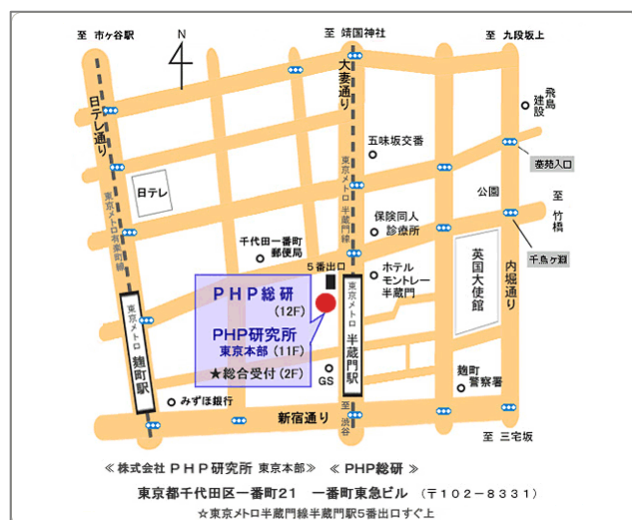 至 市ヶ谷駅
N
至 靖国神社
至 九段坂上
日テレ通り
大妻通り
飛島
建設
五味坂交番
墓苑入口
東京メトロ有楽町線
東京メトロ 半蔵門線
日テレ
公園
至
竹橋
保険同人
診療所
千代田一番町
郵便局
千鳥ヶ淵
5番出口
ホテル
モントレー
半蔵門
英国大使館
内堀通り
PHP総研
(12F)
PHP研究所
東京本部(11F)
★総合受付(2F)
東京メトロ 麹町駅
東京メトロ 半蔵門駅
GS
麹町
警察署
みずほ銀行
新宿通り
至 渋谷
至 三宅坂
≪ 株式会社 PHP研究所 東京本部≫ ≪ PHP総研 ≫
東京都千代田区一番町21 一番町東急ビル (〒102-8331)
☆東京メトロ半蔵門線半蔵門駅5番出口すぐ上